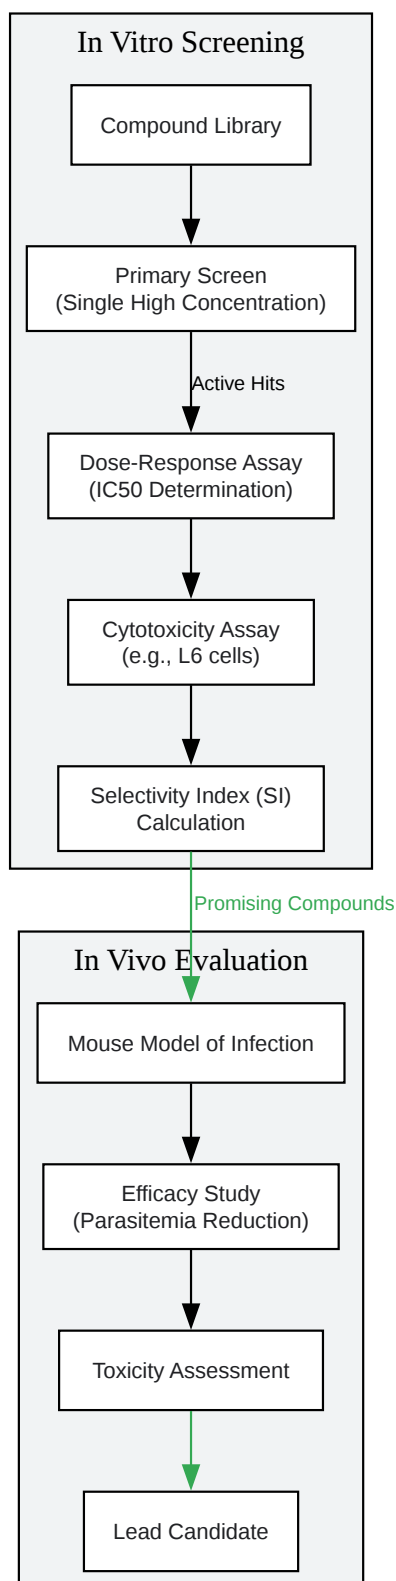 In Vitro Screening
Compound Library
Primary Screen
(Single High Concentration)
Active Hits
Dose-Response Assay
(IC50 Determination)
Cytotoxicity Assay
(e.g., L6 cells)
Selectivity Index (SI)
Calculation
Promising Compounds
In Vivo Evaluation
Mouse Model of Infection
Efficacy Study
(Parasitemia Reduction)
Toxicity Assessment
Lead Candidate